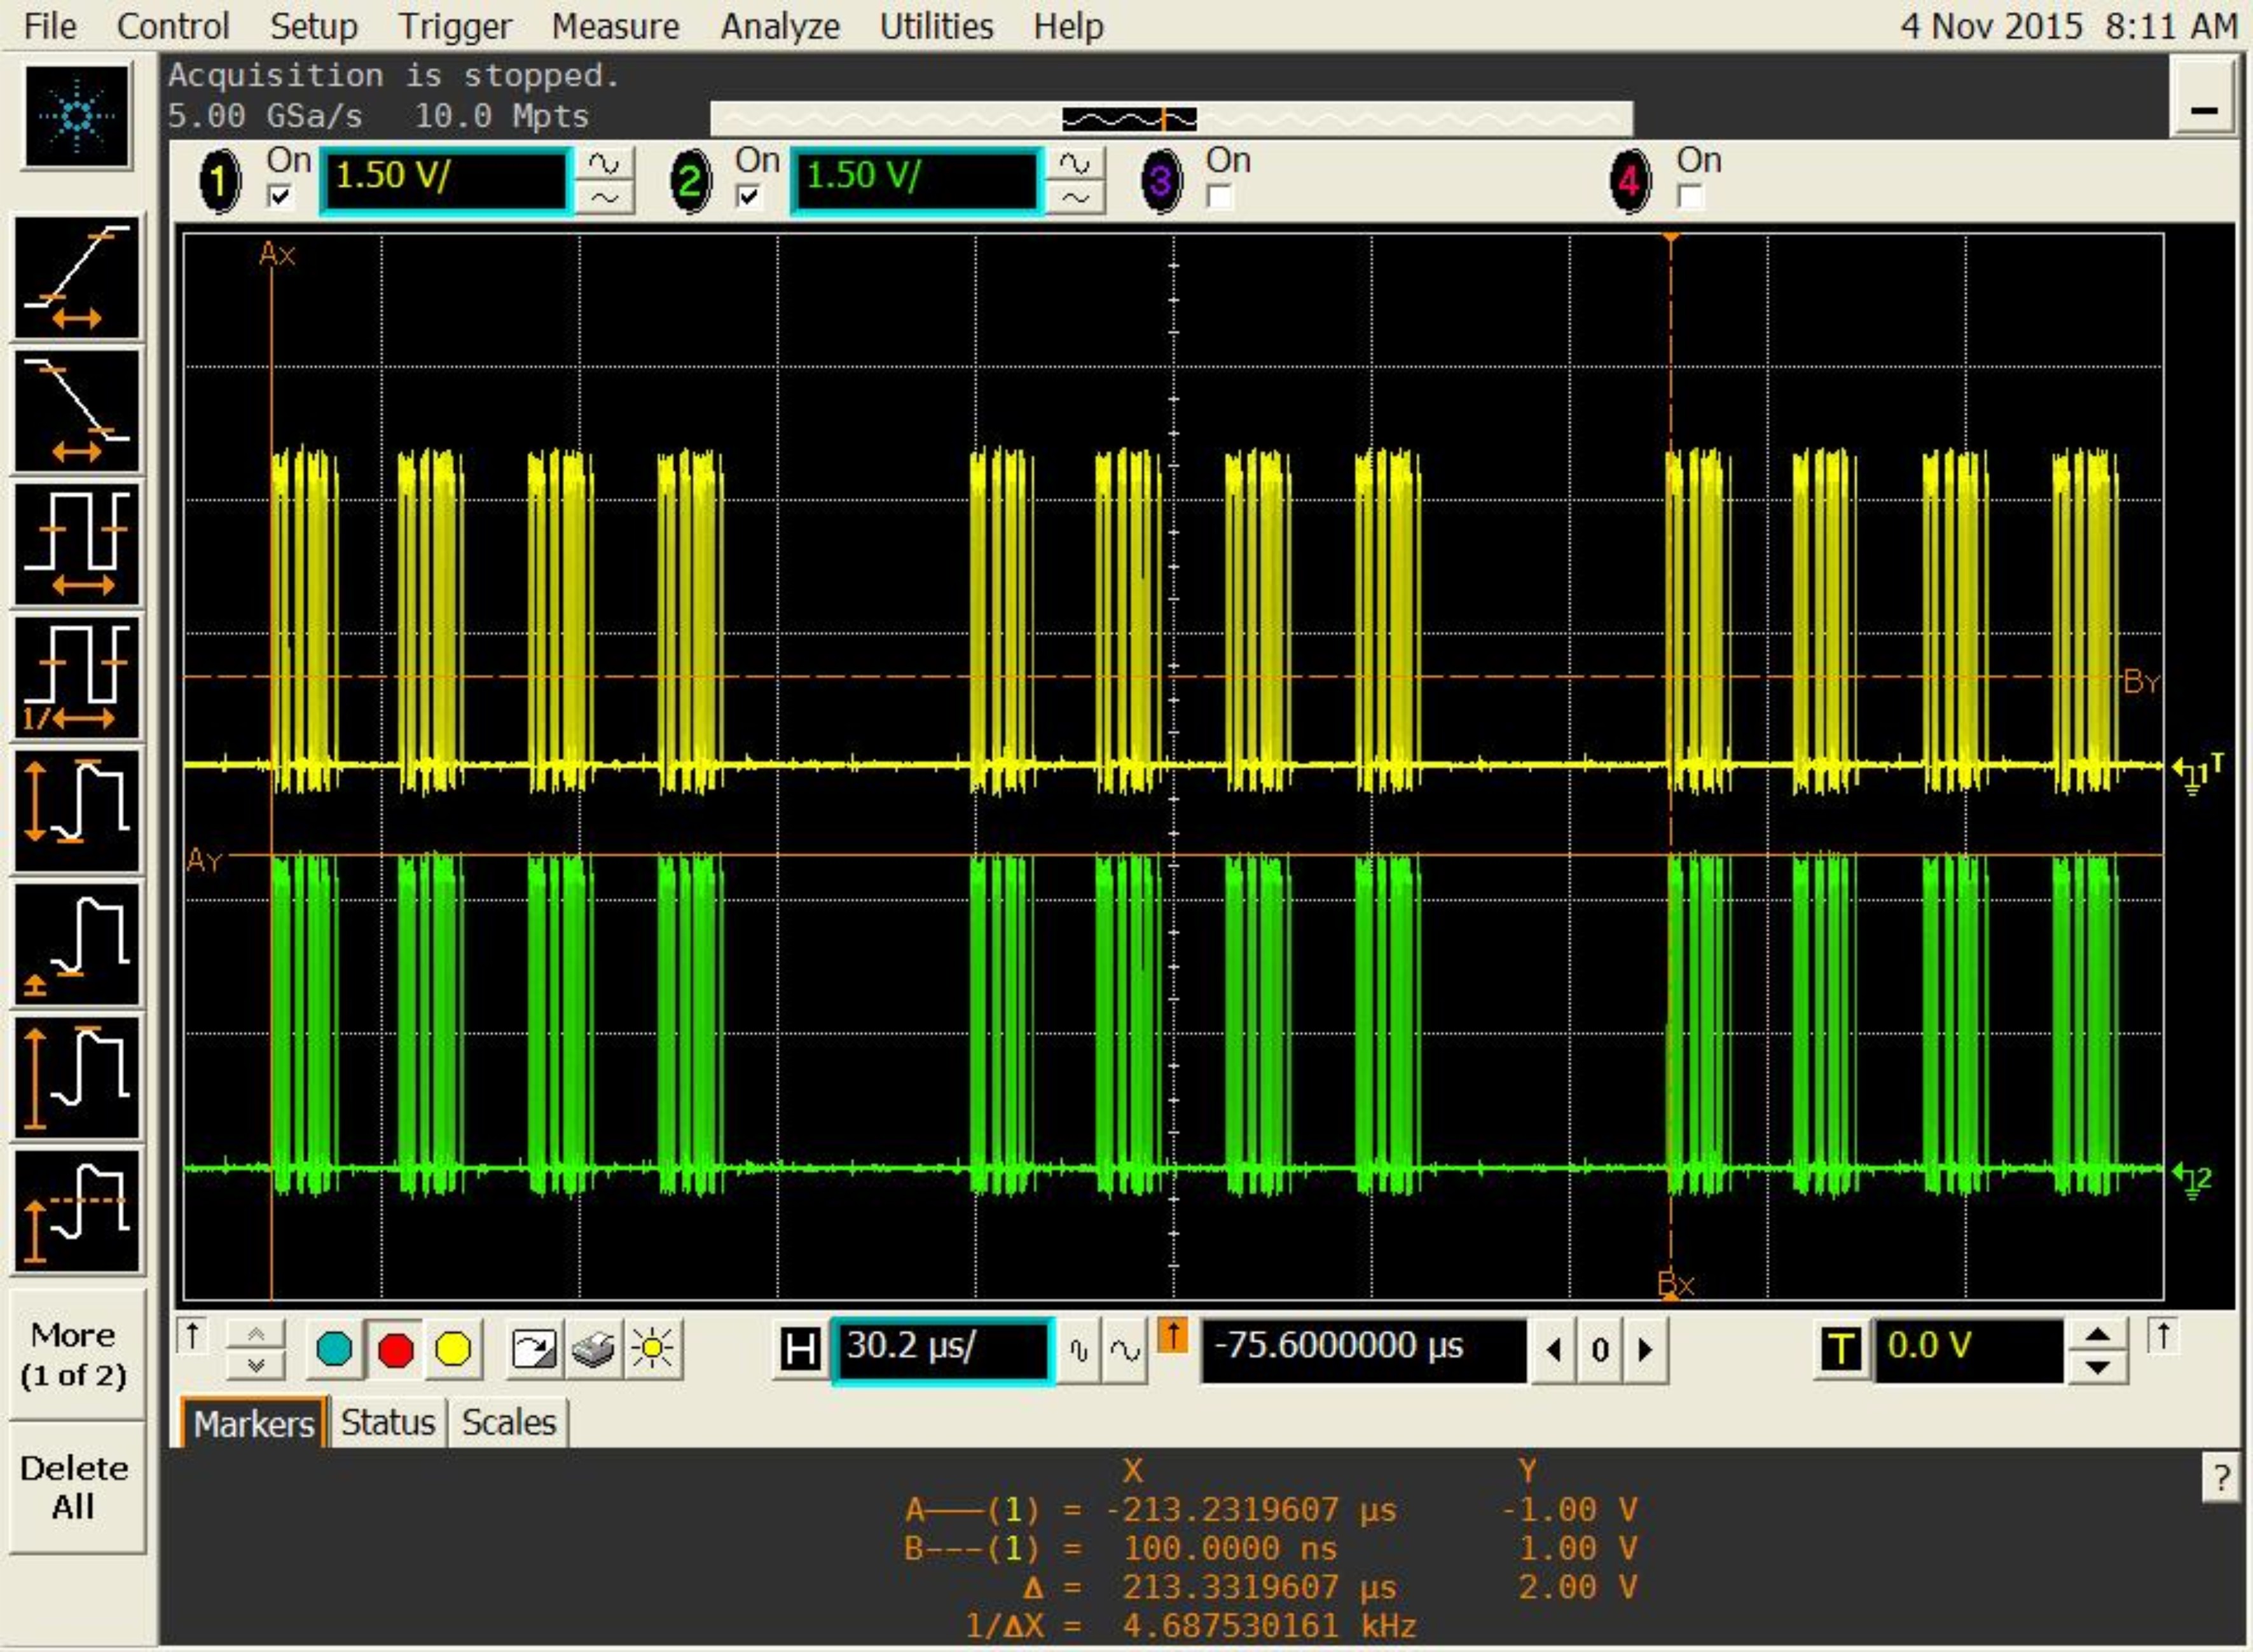 File Control Setup Trigger Measure Analyze Utilities Help 4 Nov 2015 8:11 AM
Acquisition is stopped.
5.00 GSa/s 10.0 Mpts
1 On 1.50 V/ 2 On 1.50 V/ 3 On 4 On
Ax
By
1 T
Ay
2
Bx
1/
More
(1 of 2)
Delete
All
H 30.2 µs/ -75.6000000 µs 0 T 0.0 V
Markers Status Scales
X Y
?
A——(1) = -213.2319607 µs -1.00 V
B---(1) = 100.0000 ns 1.00 V
Δ = 213.3319607 µs 2.00 V
1/ΔX = 4.687530161 kHz